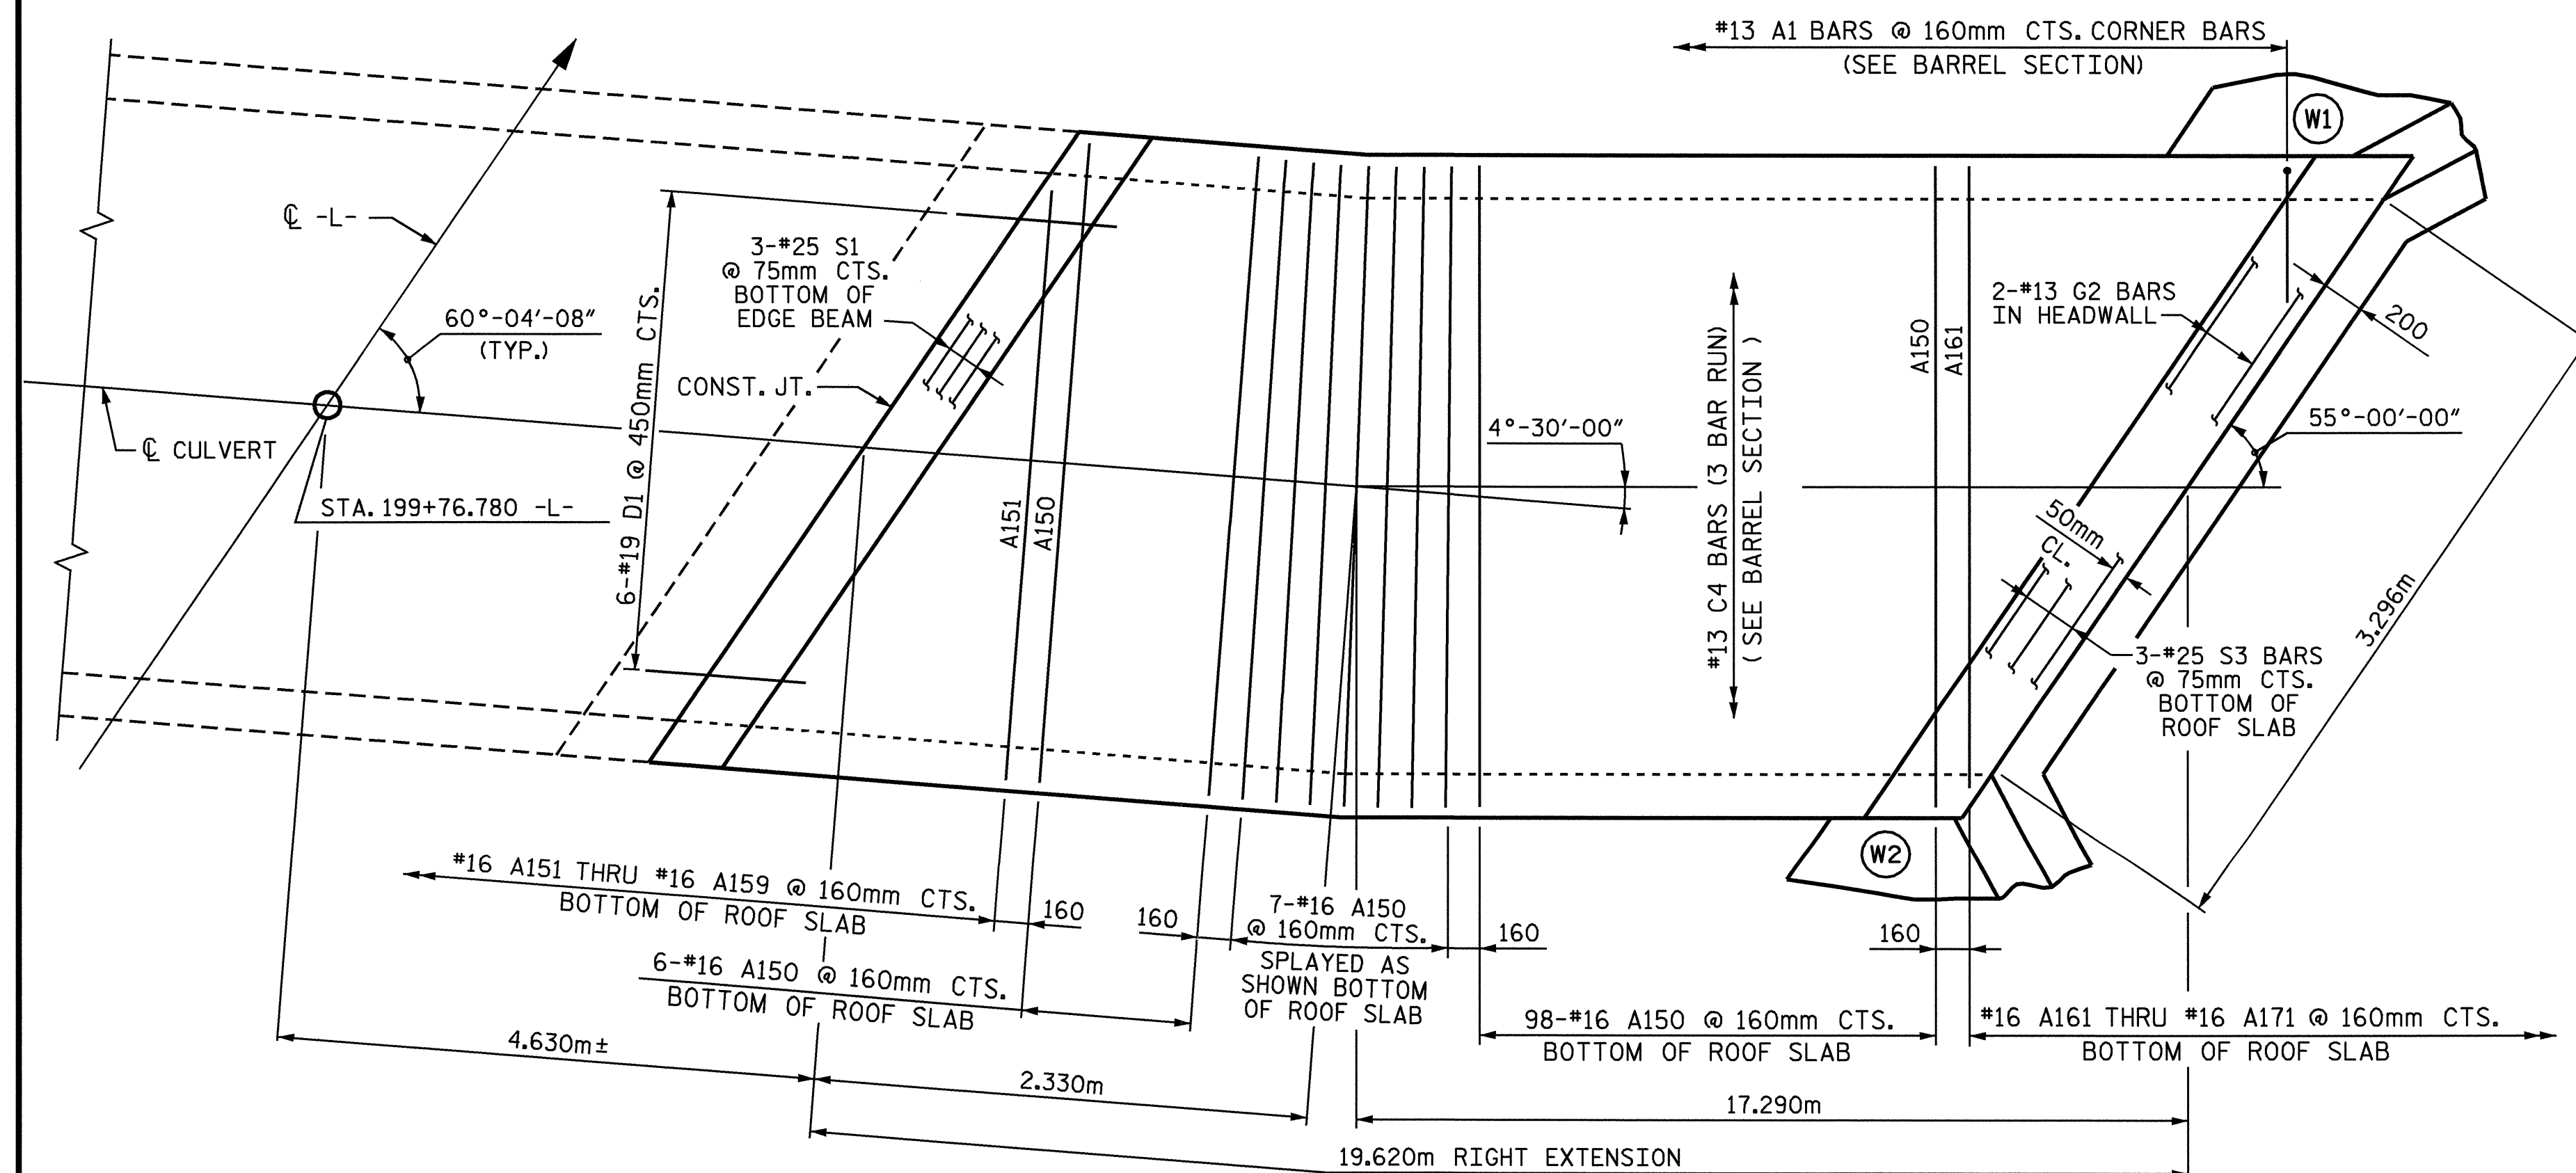 #13 A1 BARS @ 160mm CTS. CORNER BARS
(SEE BARREL SECTION)
W1
℄ -L-
3-#25 S1
@ 75mm CTS.
BOTTOM OF
EDGE BEAM
60°-04'-08"
(TYP.)
CONST. JT.
6-#19 D1 @ 450mm CTS.
℄ CULVERT
STA. 199+76.780 -L-
A151
A150
4°-30'-00"
#13 C4 BARS (3 BAR RUN)
( SEE BARREL SECTION )
A150
A161
2-#13 G2 BARS
IN HEADWALL
200
55°-00'-00"
50mm
CL.
3.296m
3-#25 S3 BARS
@ 75mm CTS.
BOTTOM OF
ROOF SLAB
W2
#16 A151 THRU #16 A159 @ 160mm CTS.
BOTTOM OF ROOF SLAB
160
160
7-#16 A150
@ 160mm CTS.
SPLAYED AS
SHOWN BOTTOM
OF ROOF SLAB
160
160
6-#16 A150 @ 160mm CTS.
BOTTOM OF ROOF SLAB
98-#16 A150 @ 160mm CTS.
BOTTOM OF ROOF SLAB
#16 A161 THRU #16 A171 @ 160mm CTS.
BOTTOM OF ROOF SLAB
4.630m±
2.330m
17.290m
19.620m RIGHT EXTENSION